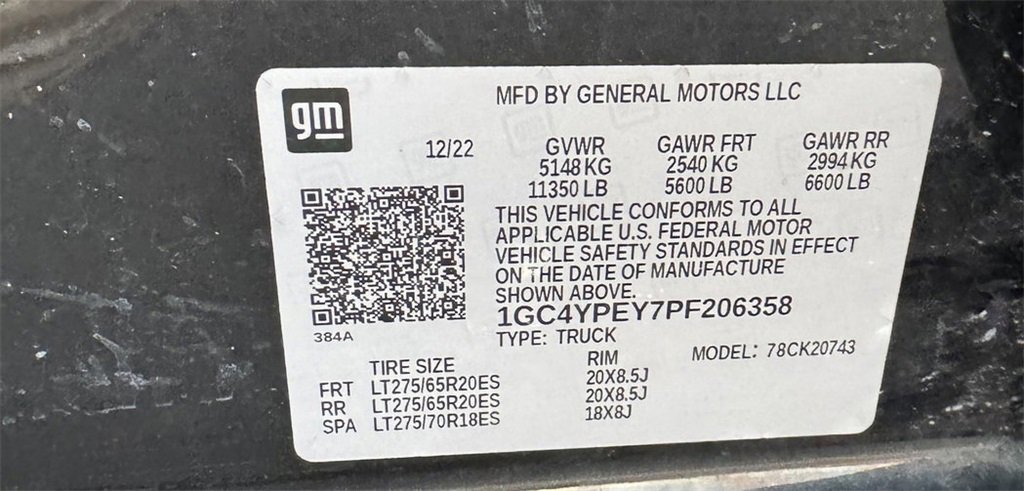 gm
MFD BY GENERAL MOTORS LLC
12/22 GVWR GAWR FRT GAWR RR
5148 KG 2540 KG 2994 KG
11350 LB 5600 LB 6600 LB
THIS VEHICLE CONFORMS TO ALL
APPLICABLE U.S. FEDERAL MOTOR
VEHICLE SAFETY STANDARDS IN EFFECT
ON THE DATE OF MANUFACTURE
SHOWN ABOVE.
1GC4YPEY7PF206358
384A
TYPE: TRUCK
MODEL: 78CK20743
TIRE SIZE RIM
FRT LT275/65R20ES 20X8.5J
RR LT275/65R20ES 20X8.5J
SPA LT275/70R18ES 18X8J